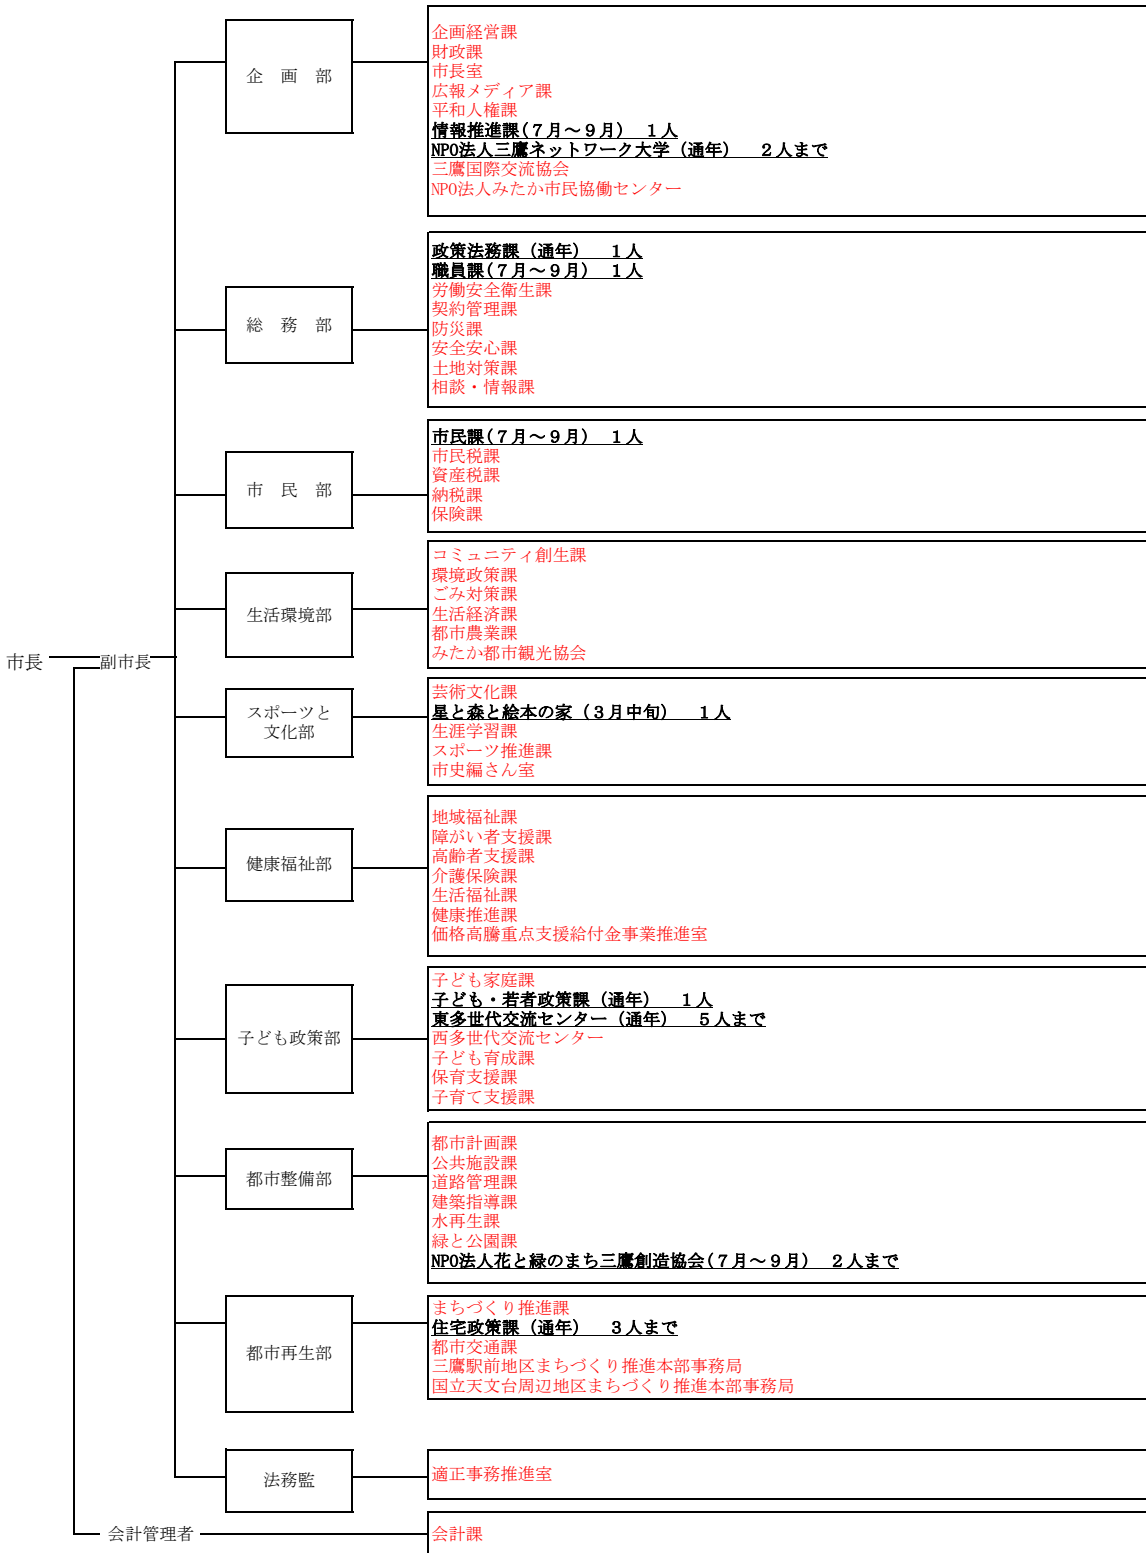 企　画　部
企画経営課
財政課
市長室
広報メディア課
平和人権課
情報推進課(７月～９月)　１人
NPO法人三鷹ネットワーク大学（通年）　２人まで
三鷹国際交流協会
NPO法人みたか市民協働センター
総　務　部
政策法務課（通年）　１人
職員課(７月～９月)　１人
労働安全衛生課
契約管理課
防災課
安全安心課
土地対策課
相談・情報課
市　民　部
市民課(７月～９月)　１人
市民税課
資産税課
納税課
保険課
生活環境部
コミュニティ創生課
環境政策課
ごみ対策課
生活経済課
都市農業課
みたか都市観光協会
市長
副市長
スポーツと
文化部
芸術文化課
星と森と絵本の家（３月中旬）　１人
生涯学習課
スポーツ推進課
市史編さん室
健康福祉部
地域福祉課
障がい者支援課
高齢者支援課
介護保険課
生活福祉課
健康推進課
価格高騰重点支援給付金事業推進室
子ども政策部
子ども家庭課
子ども・若者政策課（通年）　１人
東多世代交流センター（通年）　５人まで
西多世代交流センター
子ども育成課
保育支援課
子育て支援課
都市整備部
都市計画課
公共施設課
道路管理課
建築指導課
水再生課
緑と公園課
NPO法人花と緑のまち三鷹創造協会(７月～９月)　２人まで
都市再生部
まちづくり推進課
住宅政策課（通年）　３人まで
都市交通課
三鷹駅前地区まちづくり推進本部事務局
国立天文台周辺地区まちづくり推進本部事務局
法務監
適正事務推進室
会計管理者
会計課